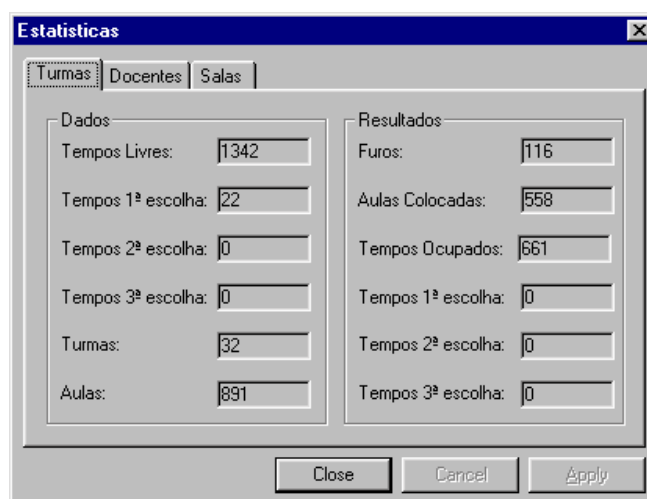 Estatisticas
Turmas Docentes Salas
Dados
Tempos Livres: 1342
Tempos 1ª escolha: 22
Tempos 2ª escolha: 0
Tempos 3ª escolha: 0
Turmas: 32
Aulas: 891
Resultados
Furos: 116
Aulas Colocadas: 558
Tempos Ocupados: 661
Tempos 1ª escolha: 0
Tempos 2ª escolha: 0
Tempos 3ª escolha: 0
Close Cancel Apply